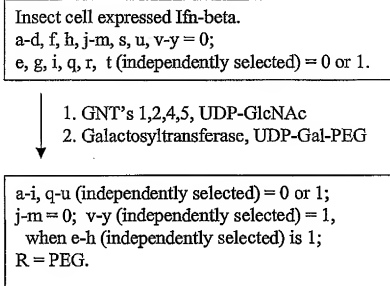 Insect cell expressed Ifn-beta.
a-d, f, h, j-m, s, u, v-y = 0;
e, g, i, q, r, t (independently selected) = 0 or 1.
1. GNT's 1,2,4,5, UDP-GlcNAc
2. Galactosyltransferase, UDP-Gal-PEG
a-i, q-u (independently selected) = 0 or 1;
j-m = 0; v-y (independently selected) = 1,
when e-h (independently selected) is 1;
R = PEG.